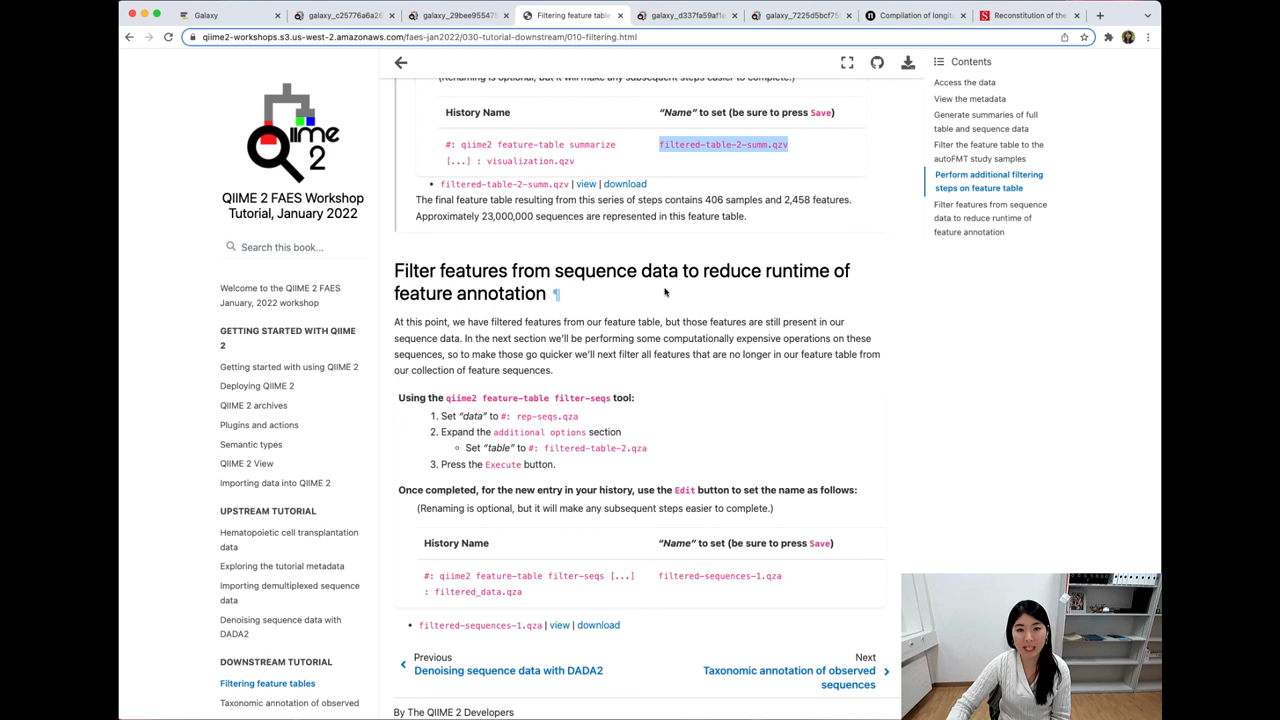 Galaxy
galaxy_c25776a6a26
galaxy_29bee955475
Filtering feature table
galaxy_d337fa59af1e
galaxy_7225d5bcf75
Compilation of longitu
Reconstitution of the
qiime2-workshops.s3.us-west-2.amazonaws.com/faes-jan2022/030-tutorial-downstream/010-filtering.html
QIIME 2
QIIME 2 FAES Workshop
Tutorial, January 2022
Search this book...
Welcome to the QIIME 2 FAES
January, 2022 workshop
GETTING STARTED WITH QIIME
2
Getting started with using QIIME 2
Deploying QIIME 2
QIIME 2 archives
Plugins and actions
Semantic types
QIIME 2 View
Importing data into QIIME 2
UPSTREAM TUTORIAL
Hematopoietic cell transplantation
data
Exploring the tutorial metadata
Importing demultiplexed sequence
data
Denoising sequence data with
DADA2
DOWNSTREAM TUTORIAL
Filtering feature tables
Taxonomic annotation of observed
(Renaming is optional, but it will make any subsequent steps easier to complete.)
History Name
“Name” to set (be sure to press Save)
#: qiime2 feature-table summarize
[...] : visualization.qzv
filtered-table-2-summ.qzv
• filtered-table-2-summ.qzv | view | download
The final feature table resulting from this series of steps contains 406 samples and 2,458 features.
Approximately 23,000,000 sequences are represented in this feature table.
Filter features from sequence data to reduce runtime of
feature annotation ¶
At this point, we have filtered features from our feature table, but those features are still present in our
sequence data. In the next section we’ll be performing some computationally expensive operations on these
sequences, so to make those go quicker we’ll next filter all features that are no longer in our feature table from
our collection of feature sequences.
Using the qiime2 feature-table filter-seqs tool:
1. Set “data” to #: rep-seqs.qza
2. Expand the additional options section
◦ Set “table” to #: filtered-table-2.qza
3. Press the Execute button.
Once completed, for the new entry in your history, use the Edit button to set the name as follows:
(Renaming is optional, but it will make any subsequent steps easier to complete.)
History Name
“Name” to set (be sure to press Save)
#: qiime2 feature-table filter-seqs [...]
: filtered_data.qza
filtered-sequences-1.qza
• filtered-sequences-1.qza | view | download
Previous
Denoising sequence data with DADA2
Next
Taxonomic annotation of observed
sequences
By The QIIME 2 Developers
Contents
Access the data
View the metadata
Generate summaries of full
table and sequence data
Filter the feature table to the
autoFMT study samples
Perform additional filtering
steps on feature table
Filter features from sequence
data to reduce runtime of
feature annotation